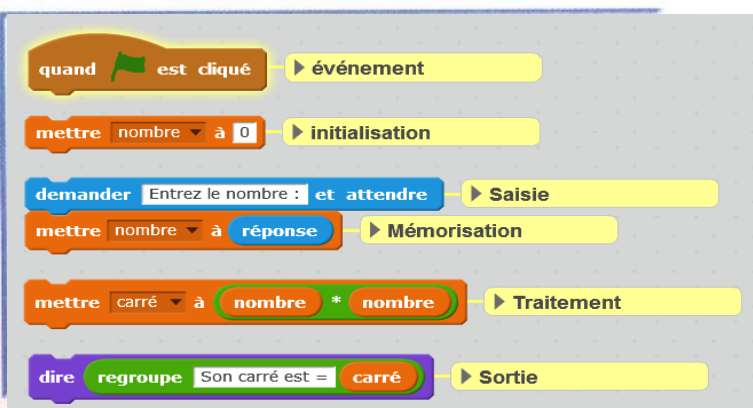 quand est cliqué événement
mettre nombre à 0 initialisation
demander Entrez le nombre : et attendre Saisie
mettre nombre à réponse Mémorisation
mettre carré à nombre * nombre Traitement
dire regroupe Son carré est = carré Sortie